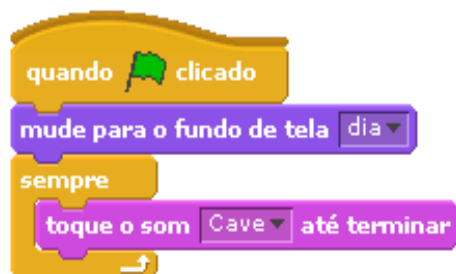 quando clicado
mude para o fundo de tela dia
sempre
toque o som Cave até terminar